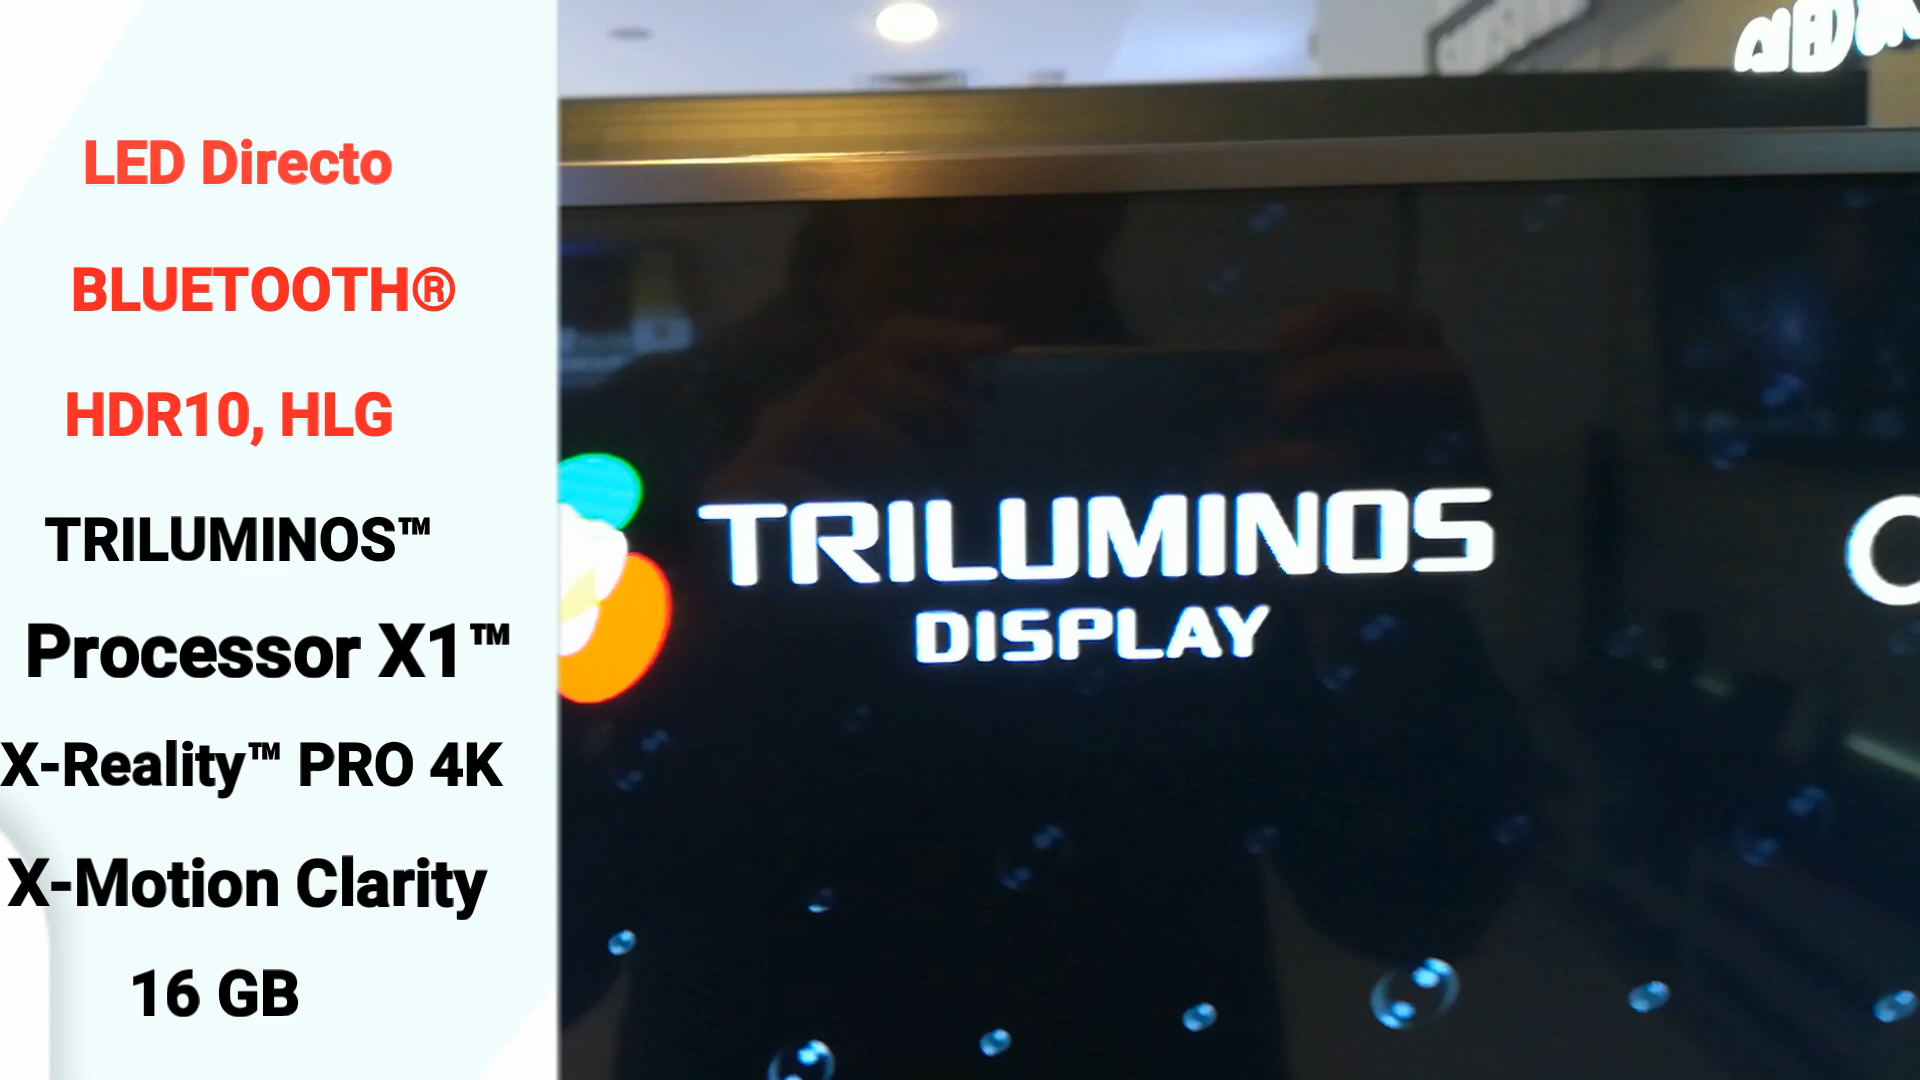 LED Directo
BLUETOOTH®
HDR10, HLG
TRILUMINOS™
Processor X1™
X-Reality™ PRO 4K
X-Motion Clarity
16 GB
TRILUMINOS
DISPLAY